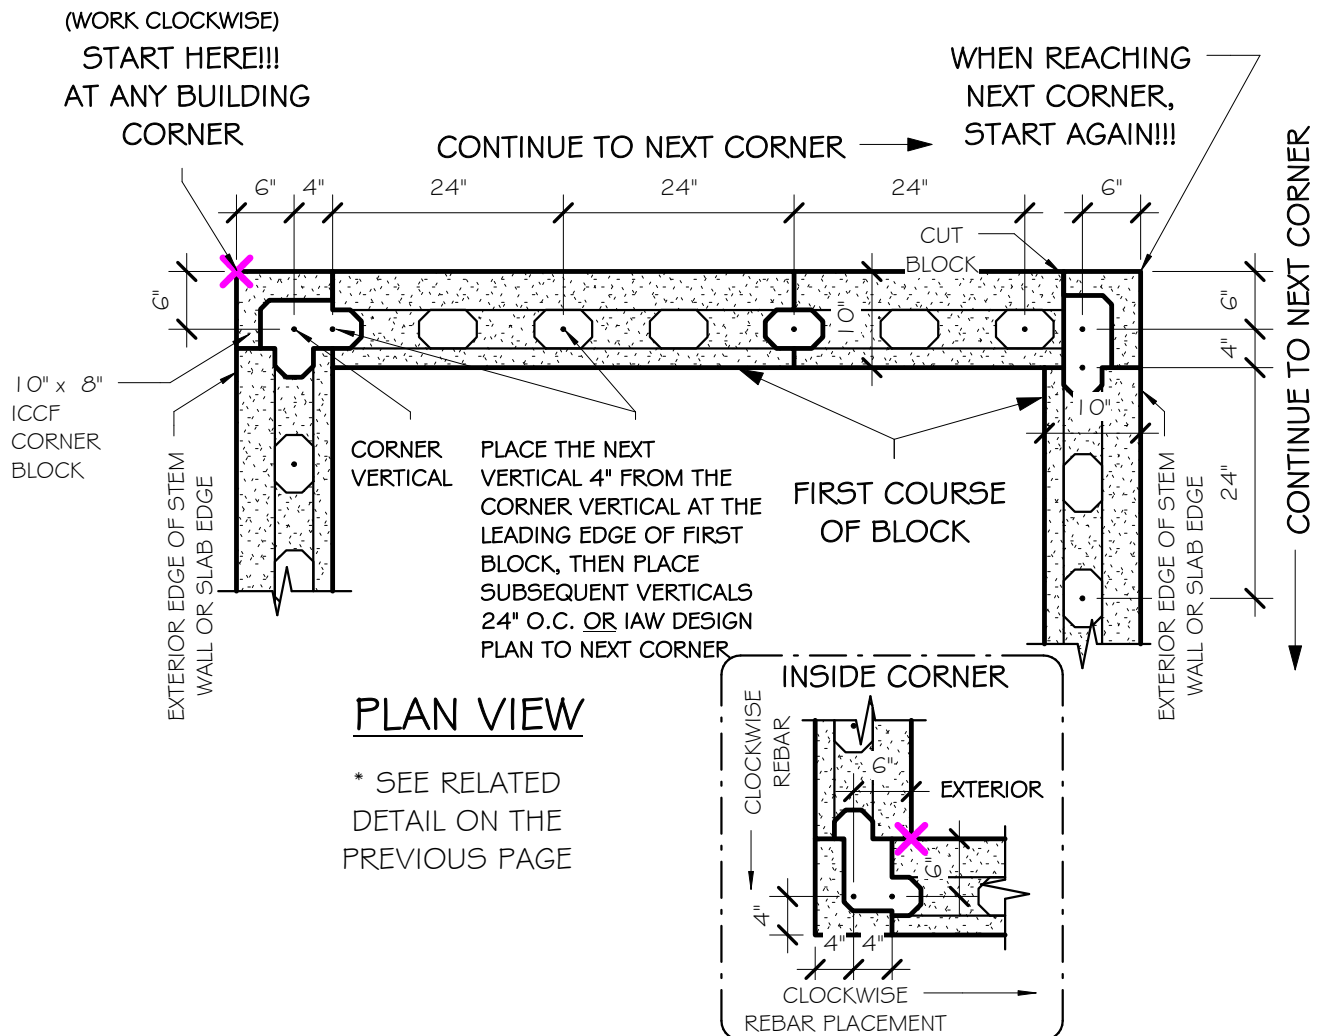 (WORK CLOCKWISE)
START HERE!!!
AT ANY BUILDING
CORNER
WHEN REACHING
NEXT CORNER,
START AGAIN!!!
CONTINUE TO NEXT CORNER
CONTINUE TO NEXT CORNER
6"
4"
24"
24"
24"
6"
CUT
BLOCK
6"
10"
6"
4"
24"
10"
10" x 8"
ICCF
CORNER
BLOCK
EXTERIOR EDGE OF STEM
WALL OR SLAB EDGE
CORNER
VERTICAL
PLACE THE NEXT
VERTICAL 4" FROM THE
CORNER VERTICAL AT THE
LEADING EDGE OF FIRST
BLOCK, THEN PLACE
SUBSEQUENT VERTICALS
24" O.C. OR IAW DESIGN
PLAN TO NEXT CORNER
FIRST COURSE
OF BLOCK
EXTERIOR EDGE OF STEM
WALL OR SLAB EDGE
PLAN VIEW
* SEE RELATED
DETAIL ON THE
PREVIOUS PAGE
INSIDE CORNER
CLOCKWISE
REBAR
6"
EXTERIOR
6"
4"
4"
4"
CLOCKWISE
REBAR PLACEMENT